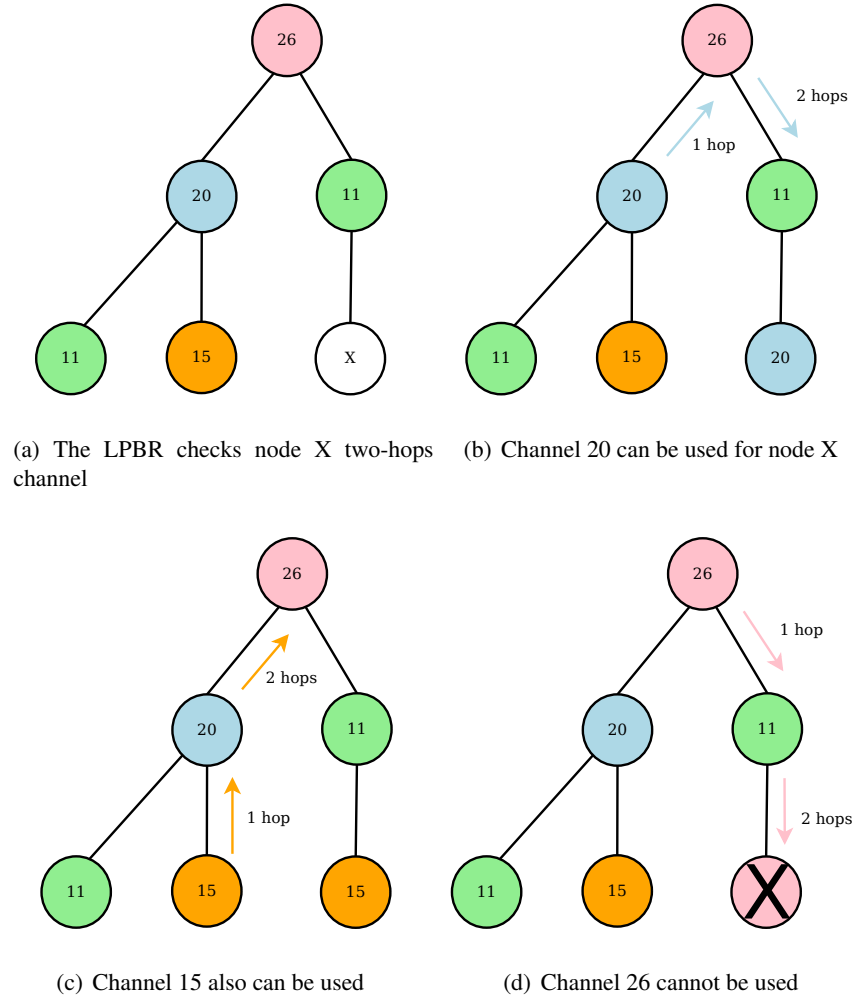 26
20
11
11
15
X
(a) The LPBR checks node X two-hops
channel
26
2 hops
1 hop
20
11
11
15
20
(b) Channel 20 can be used for node X
26
2 hops
20
11
1 hop
11
15
15
(c) Channel 15 also can be used
26
1 hop
20
11
2 hops
11
15
X
(d) Channel 26 cannot be used